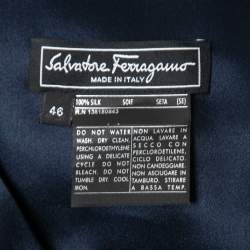 Salvatore Ferragamo
MADE IN ITALY
46
100% SILK SOIF SETA (SE)
DO NOT WATER
WASH. DRY CLEAN.
PERCHLOROETHYLENE
USING A DELICATE
CYCLE. DO NOT
BLEACH. DO NOT
TUMBLE DRY. COOL
IRON.
NON LAVARE IN
ACQUA LAVARE
A SECCO CON
PERCLOROETILENE,
CICLO DELICATO.
NON CANDEGGIARE.
NON ASCIUGARE
A TAMBURO.
STIRARE
A BASSA TEMP.